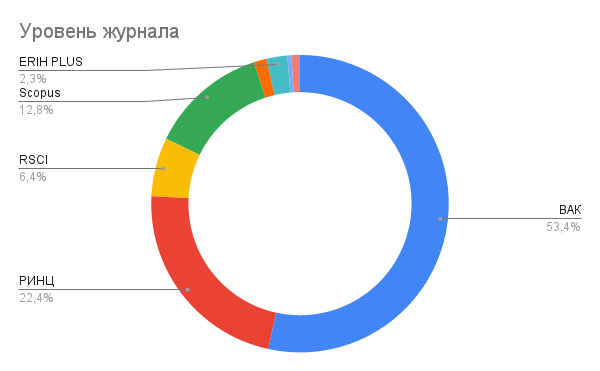 Уровень журнала
ERIH PLUS
2,3%
Scopus
12,8%
RSCI
6,4%
ВАК
53,4%
РИНЦ
22,4%